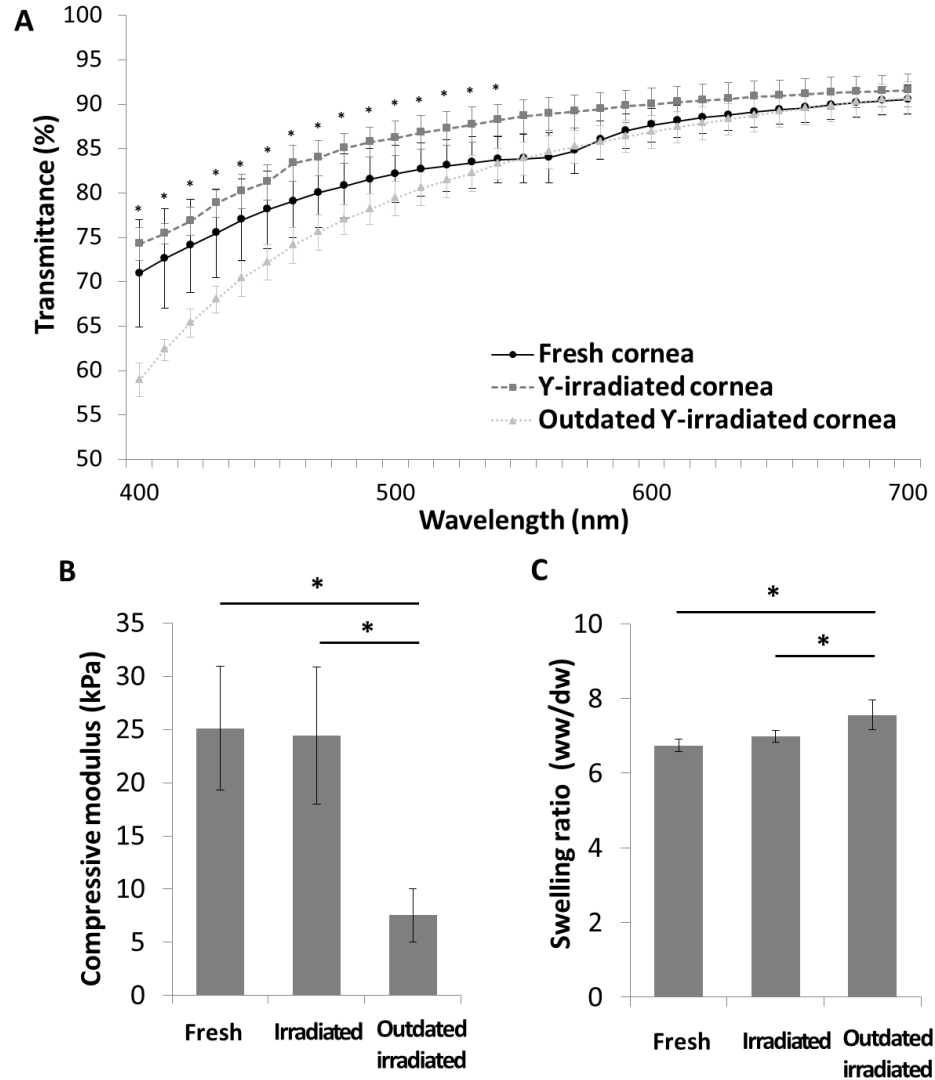 A
100
95
90
85
80
75
70
65
60
55
50
Transmittance (%)
* * * * * * * * * * * * * * *
Fresh cornea
Y-irradiated cornea
Outdated Y-irradiated cornea
400 500 600 700
Wavelength (nm)
B
*
*
35
30
25
20
15
10
5
0
Compressive modulus (kPa)
Fresh Irradiated Outdated
irradiated
C
*
*
10
8
6
4
2
0
Swelling ratio (ww/dw)
Fresh Irradiated Outdated
irradiated